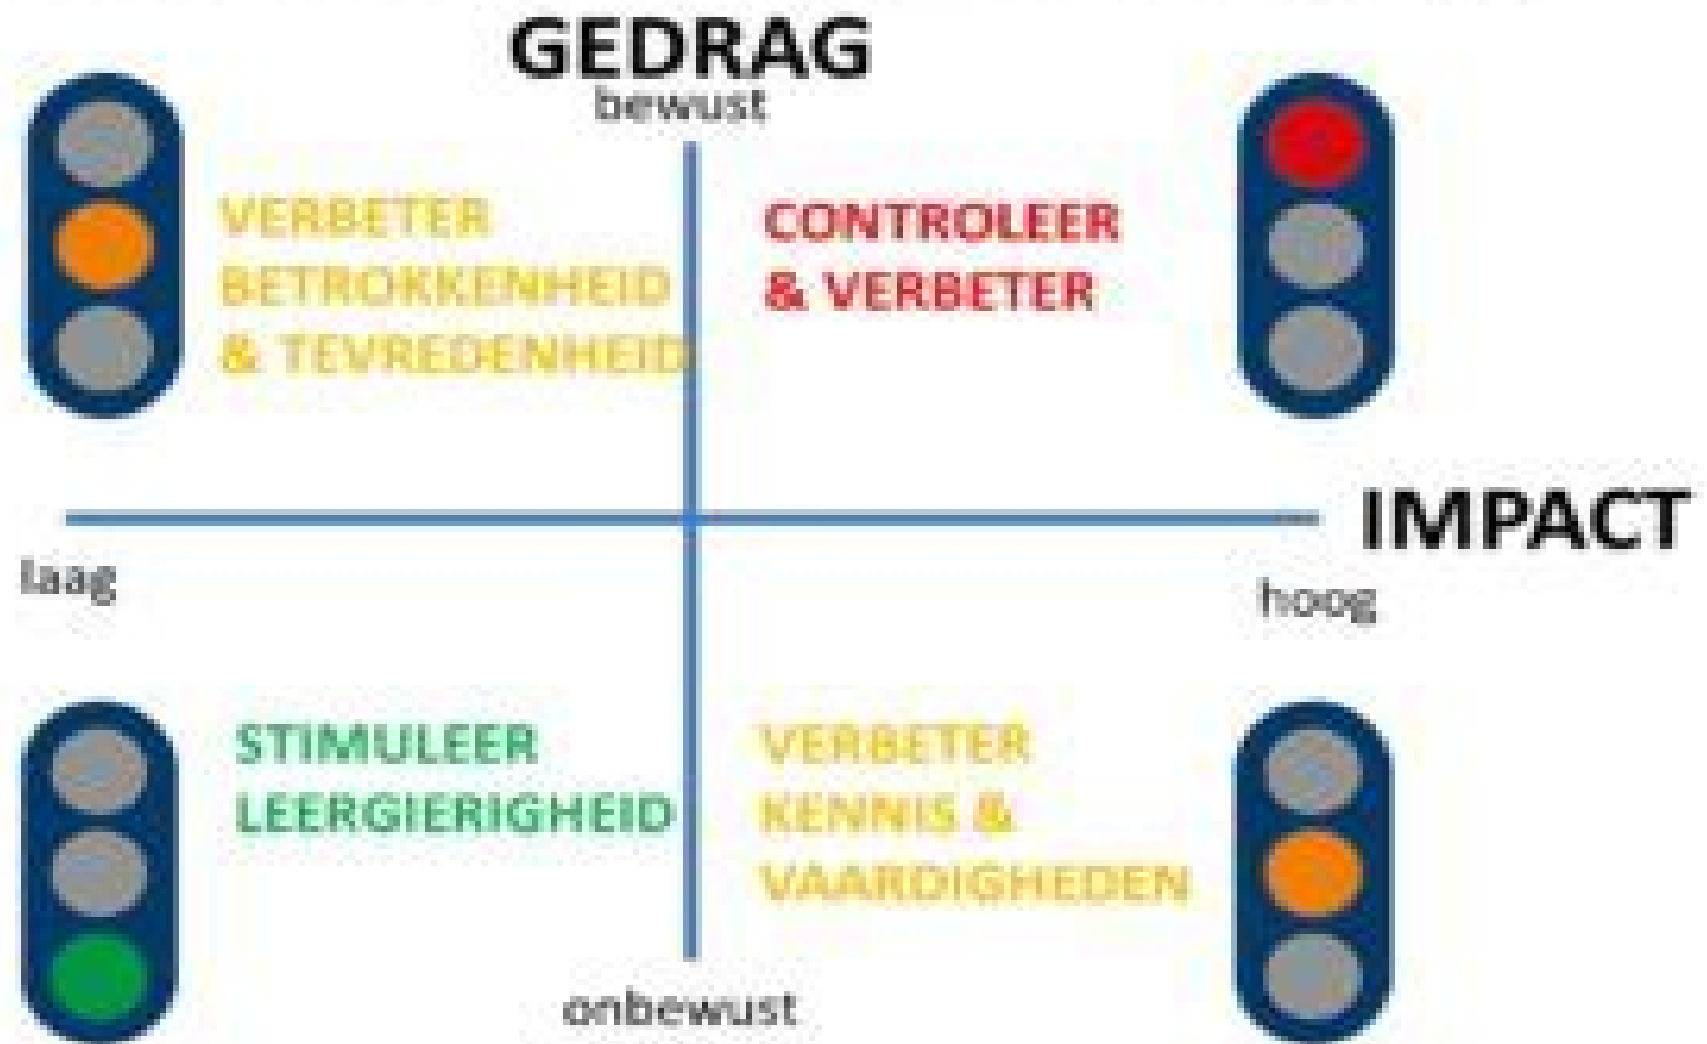 GEDRAG
bewust
VERBETER
BETROKKENHEID
& TEVREDENHEID
CONTROLEER
& VERBETER
IMPACT
laag
hoog
STIMULEER
LEERGIERIGHEID
VERBETER
KENNIS &
VAARDIGHEDEN
onbewust